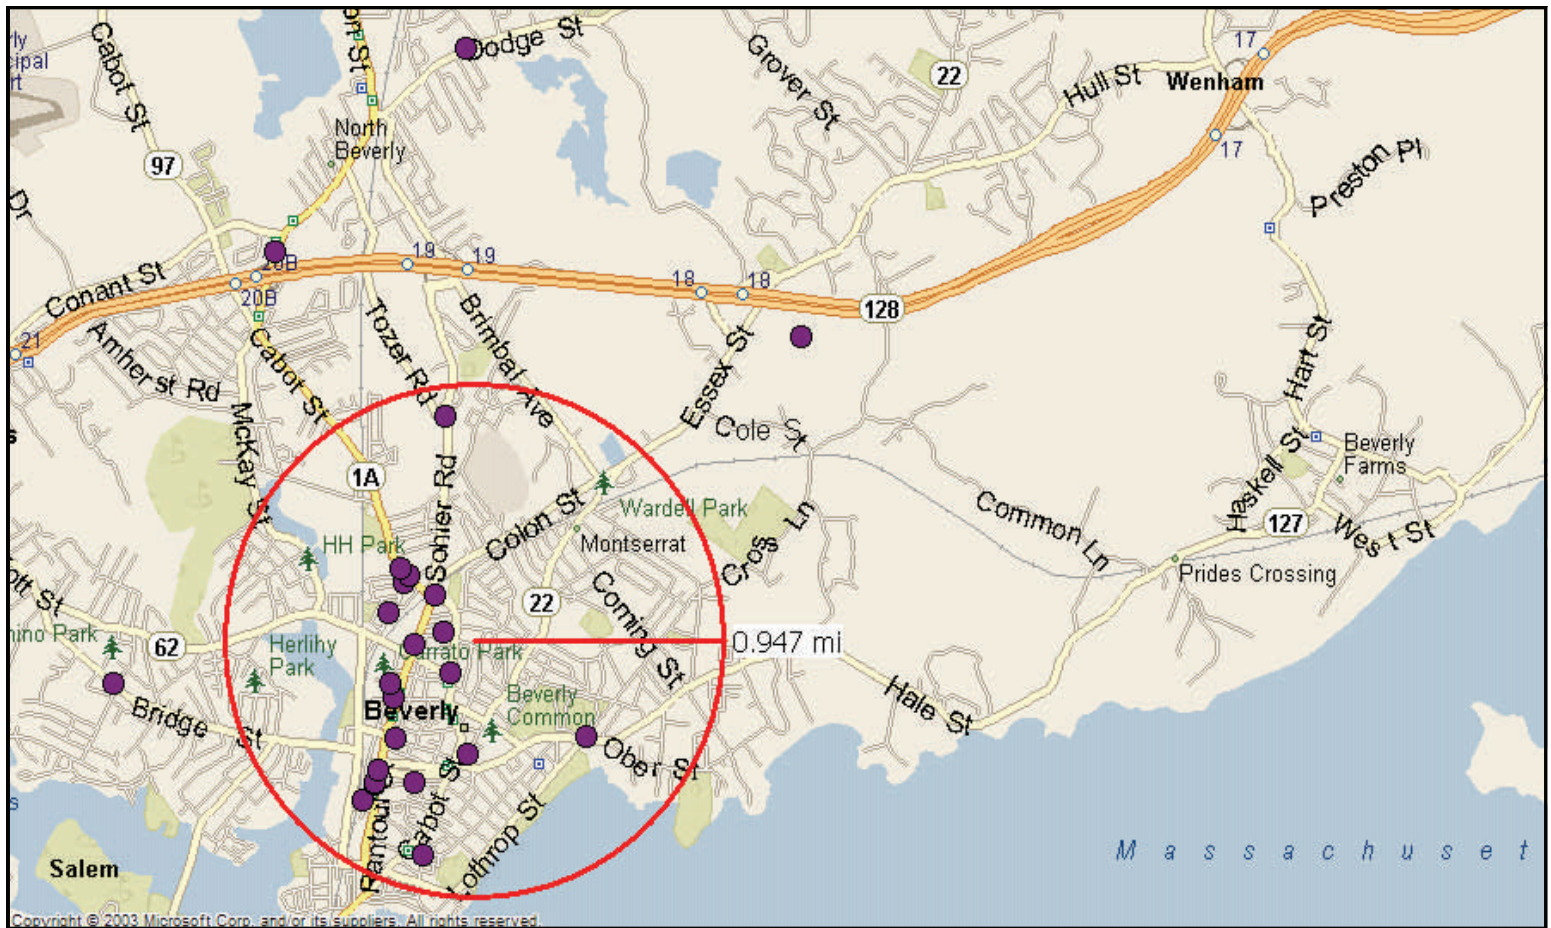 Cabot St
Dodge St
Grover St
22
17
Wenham
Hull St
North
Beverly
97
17
Preston Pl
Dr
Conant St
20B
20B
19
19
18
18
128
21
Amherst Rd
Cabot St
Tozer Rd
Brimbal Ave
Essex St
Hart St
McKay St
Cole St
1A
Sohier Rd
Colon St
Wardell Park
Montserrat
Cross Ln
Common Ln
Haskell St
Beverly
Farms
127
West St
Prides Crossing
HH Park
22
Corning St
0.947 mi
62
Herlihy
Park
Beverly
Bridge St
Beverly
Common
Ober St
Hale St
Rantoul
Cabot St
Lothrop St
Salem
Massachuset
Copyright © 2003 Microsoft Corp. and/or its suppliers. All rights reserved.